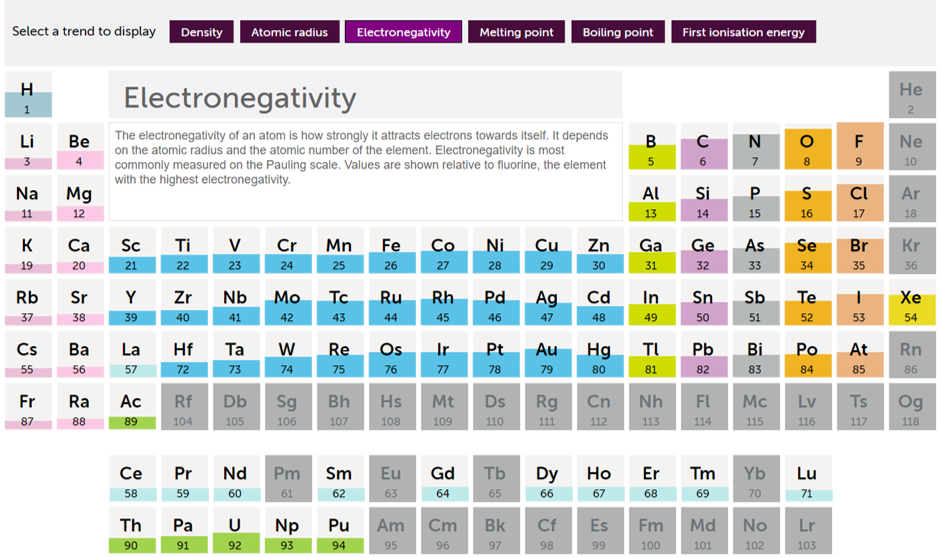 Select a trend to display Density Atomic radius Electronegativity Melting point Boiling point First ionisation energy
H Electronegativity He
1 2
The electronegativity of an atom is how strongly it attracts electrons towards itself. It depends
on the atomic radius and the atomic number of the element. Electronegativity is most
commonly measured on the Pauling scale. Values are shown relative to fluorine, the element
with the highest electronegativity.
Li Be B C N O F Ne
3 4 5 6 7 8 9 10
Na Mg Al Si P S Cl Ar
11 12 13 14 15 16 17 18
K Ca Sc Ti V Cr Mn Fe Co Ni Cu Zn Ga Ge As Se Br Kr
19 20 21 22 23 24 25 26 27 28 29 30 31 32 33 34 35 36
Rb Sr Y Zr Nb Mo Tc Ru Rh Pd Ag Cd In Sn Sb Te I Xe
37 38 39 40 41 42 43 44 45 46 47 48 49 50 51 52 53 54
Cs Ba La Hf Ta W Re Os Ir Pt Au Hg Tl Pb Bi Po At Rn
55 56 57 72 73 74 75 76 77 78 79 80 81 82 83 84 85 86
Fr Ra Ac Rf Db Sg Bh Hs Mt Ds Rg Cn Nh Fl Mc Lv Ts Og
87 88 89 104 105 106 107 108 109 110 111 112 113 114 115 116 117 118
Ce Pr Nd Pm Sm Eu Gd Tb Dy Ho Er Tm Yb Lu
58 59 60 61 62 63 64 65 66 67 68 69 70 71
Th Pa U Np Pu Am Cm Bk Cf Es Fm Md No Lr
90 91 92 93 94 95 96 97 98 99 100 101 102 103